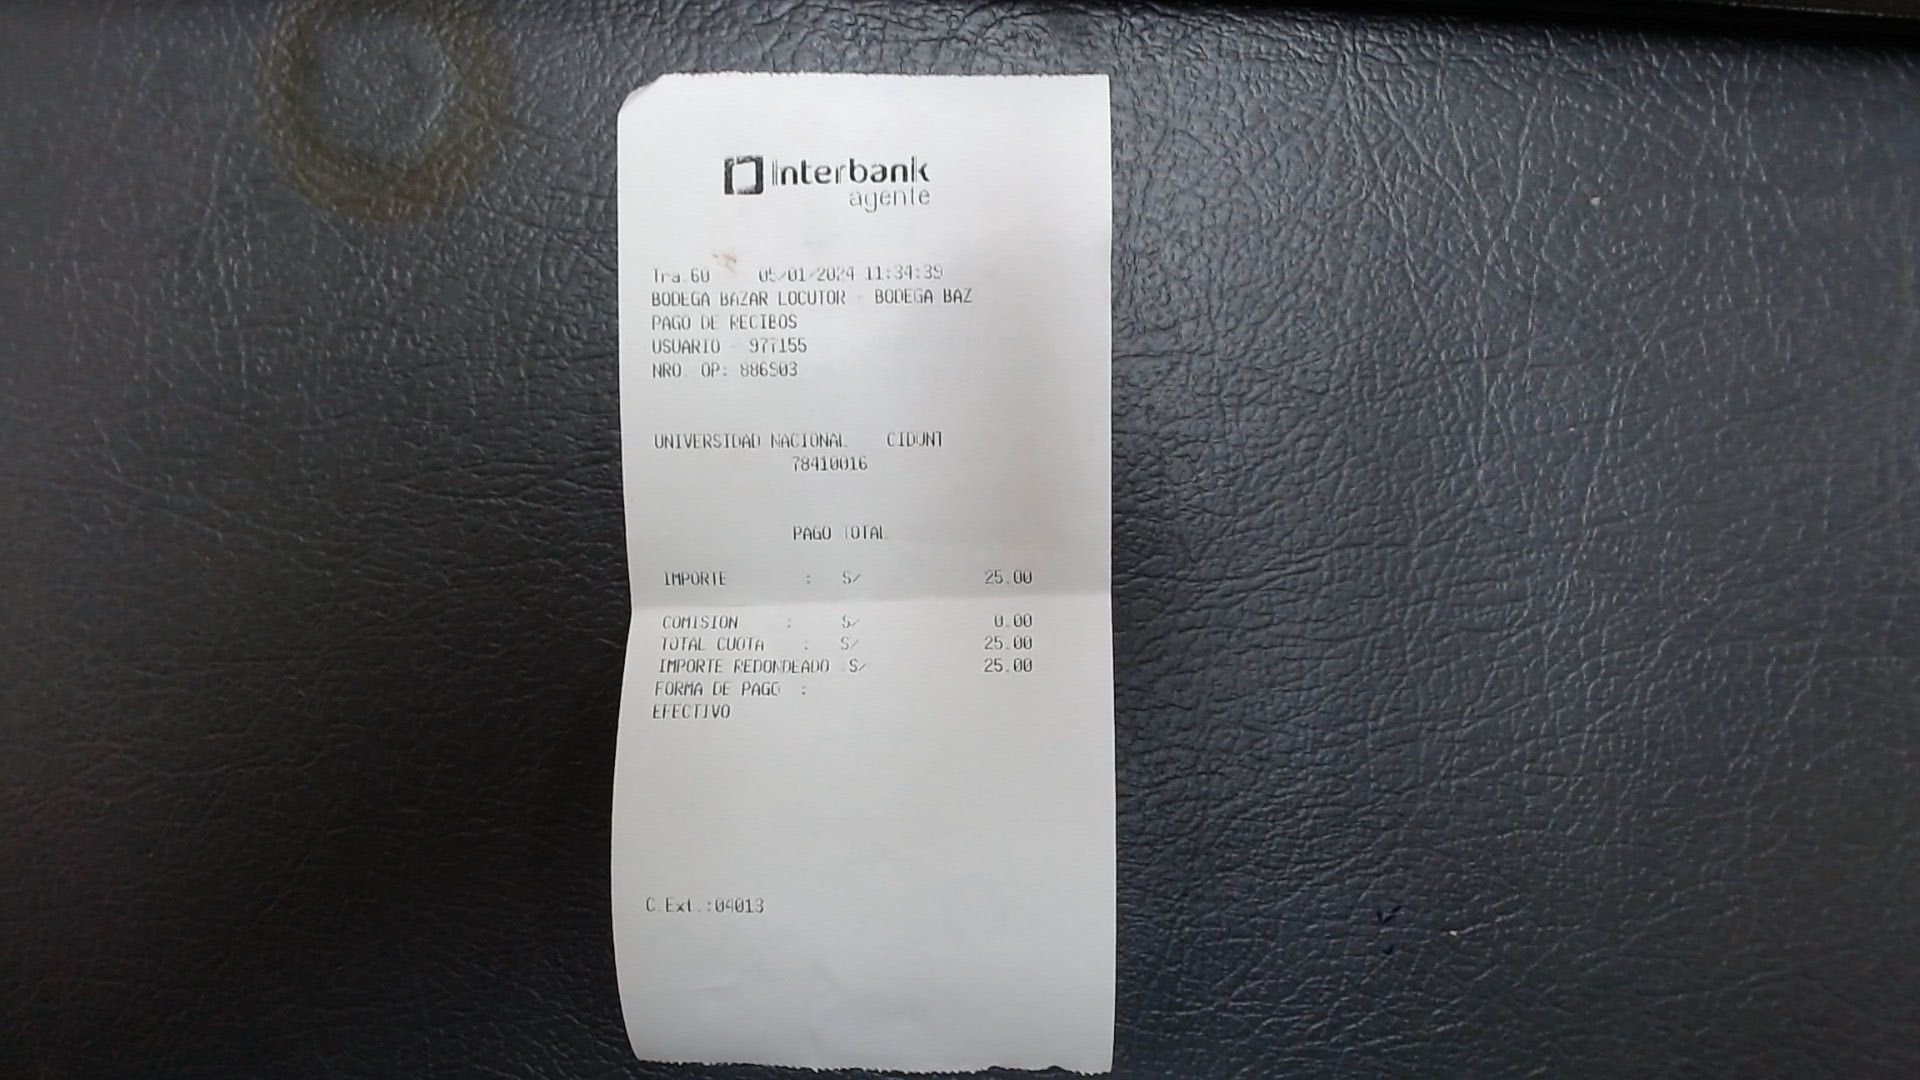 Interbank
agente
Tra.60 05/01/2024 11:34:39
BODEGA BAZAR LOCUTOR - BODEGA BAZ
PAGO DE RECIBOS
USUARIO - 977155
NRO. OP: 886903
UNIVERSIDAD NACIONAL CIDUNT
78410016
PAGO TOTAL
IMPORTE : S/ 25.00
COMISION : S/ 0.00
TOTAL CUOTA : S/ 25.00
IMPORTE REDONDEADO S/ 25.00
FORMA DE PAGO :
EFECTIVO
C.Ext.:04013